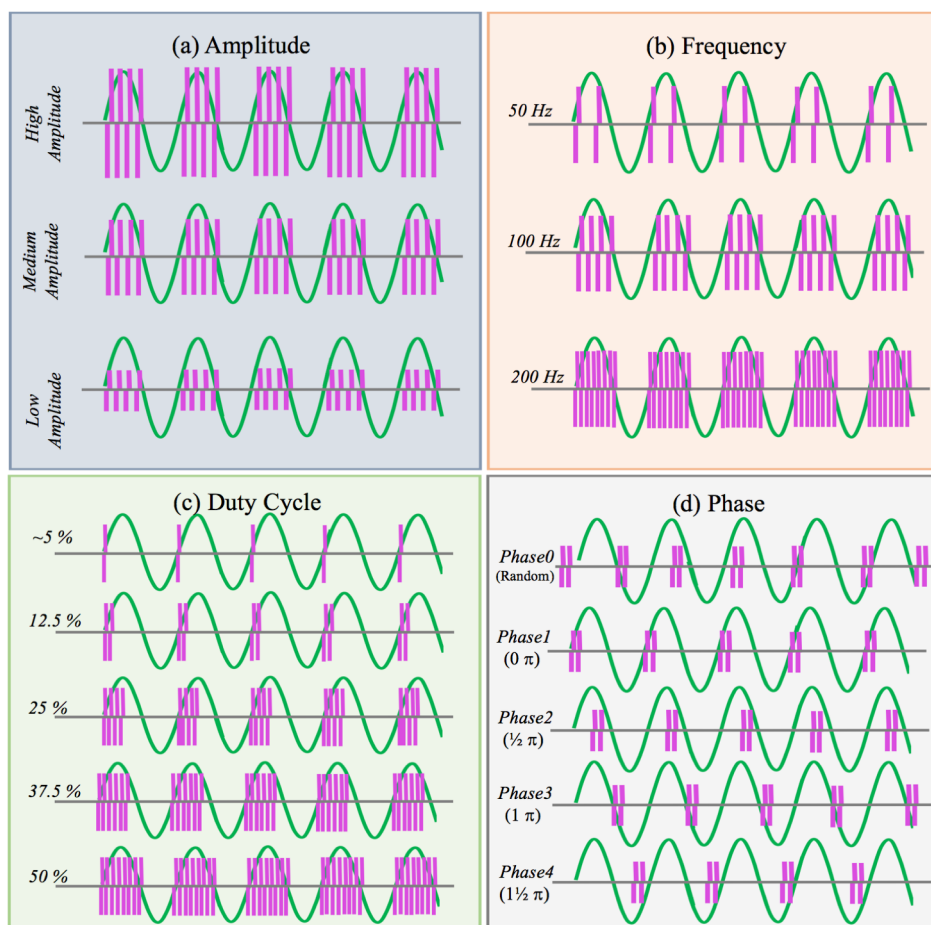 (a) Amplitude
High
Amplitude
Medium
Amplitude
Low
Amplitude
(b) Frequency
50 Hz
100 Hz
200 Hz
(c) Duty Cycle
~5 %
12.5 %
25 %
37.5 %
50 %
(d) Phase
Phase0
(Random)
Phase1
(0 π)
Phase2
(½ π)
Phase3
(1 π)
Phase4
(1½ π)